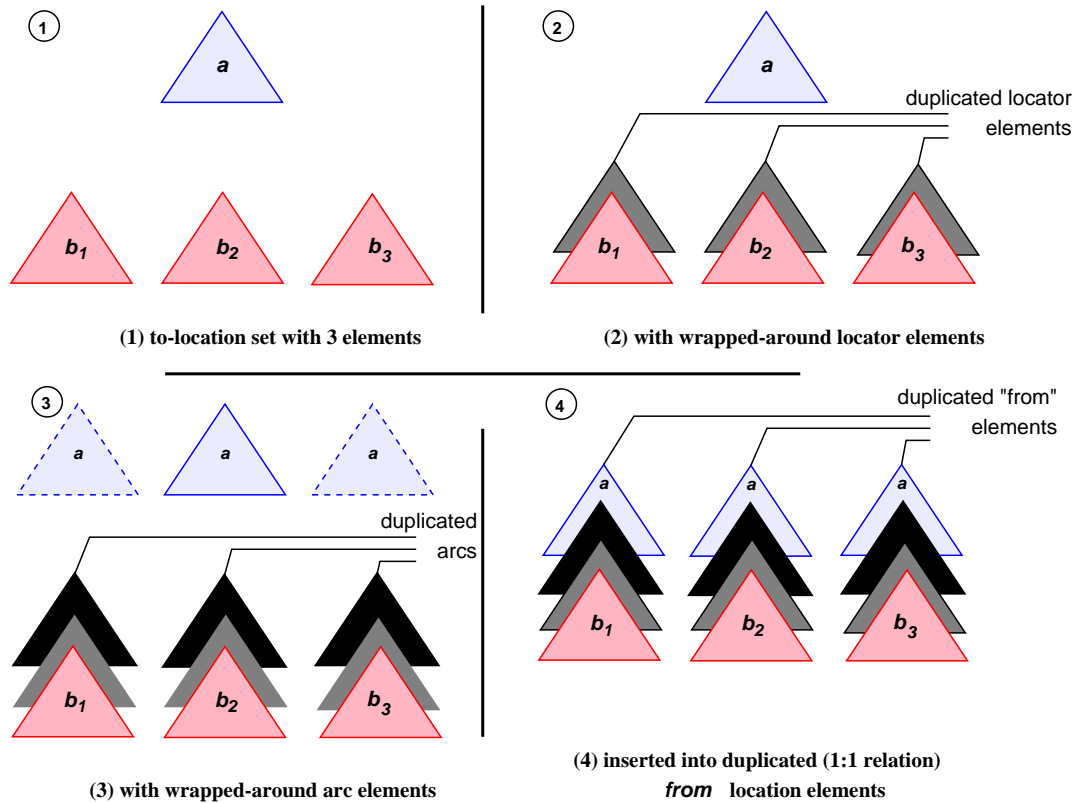 1
a
b1 b2 b3
(1) to-location set with 3 elements
2
a
duplicated locator
elements
b1 b2 b3
(2) with wrapped-around locator elements
3
a a a
duplicated
arcs
b1 b2 b3
(3) with wrapped-around arc elements
4
duplicated "from"
elements
a a a
b1 b2 b3
(4) inserted into duplicated (1:1 relation)
from location elements